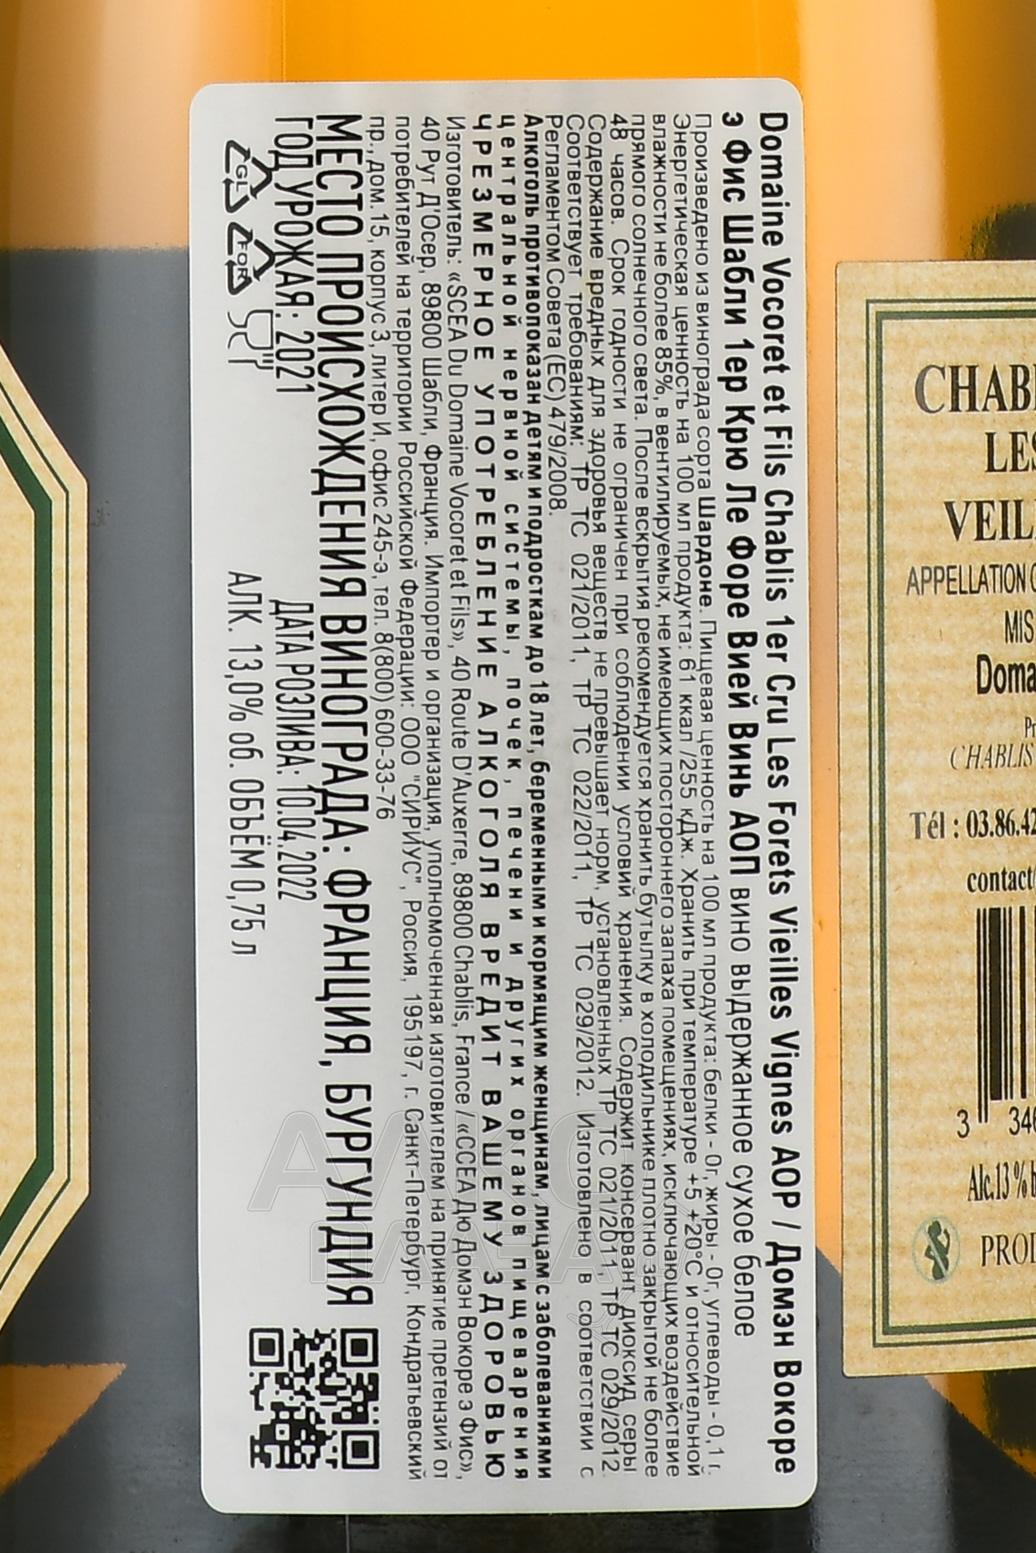 Domaine Vocoret et Fils Chablis 1er Cru Les Forets Vieilles Vignes AOP / Домэн Вокоре
э Фис Шабли 1ер Крю Ле Форе Вией Винь АОП вино выдержанное сухое белое
Произведено из винограда сорта Шардоне. Пищевая ценность на 100 мл продукта: белки - 0г, жиры - 0г, углеводы - 0,1 г.
Энергетическая ценность на 100 мл продукта: 61 ккал /255 кДж. Хранить при температуре +5 +20°С и относительной
влажности не более 85%, в вентилируемых, не имеющих постороннего запаха помещениях, исключающих воздействие
прямого солнечного света. После вскрытия рекомендуется хранить бутылку в холодильнике плотно закрытой не более
48 часов. Срок годности не ограничен при соблюдении условий хранения. Содержит консервант диоксид серы
Содержание вредных для здоровья веществ не превышает норм, установленных ТР ТС 021/2011, ТР ТС 029/2012.
Соответствует требованиям: ТР ТС 021/2011, ТР ТС 022/2011, ТР ТС 029/2012. Изготовлено в соответствии с
Регламентом Совета (ЕС) 479/2008.
Алкоголь противопоказан детям и подросткам до 18 лет, беременным и кормящим женщинам, лицам с заболеваниями
центральной нервной системы, почек, печени и других органов пищеварения
ЧРЕЗМЕРНОЕ УПОТРЕБЛЕНИЕ АЛКОГОЛЯ ВРЕДИТ ВАШЕМУ ЗДОРОВЬЮ
Изготовитель: «SCEA Du Domaine Vocoret et Fils», 40 Route D'Auxerre, 89800 Chablis, France / «ССЕА Дю Домэн Вокоре э Фис»,
40 Рут Д'Осер, 89800 Шабли, Франция. Импортер и организация, уполномоченная изготовителем на принятие претензий от
потребителей на территории Российской Федерации: ООО "СИРИУС", Россия, 195197, г. Санкт-Петербург, Кондратьевский
пр., дом. 15, корпус 3, литер И, офис 245-э, тел. 8(800) 600-33-76
МЕСТО ПРОИСХОЖДЕНИЯ ВИНОГРАДА: ФРАНЦИЯ, БУРГУНДИЯ
ГОД УРОЖАЯ: 2021 ДАТА РОЗЛИВА: 10.04.2022
GL FOR АЛК. 13,0% об. ОБЪЁМ 0,75 л
CHAB
LES
VEIL
APPELLATION
MIS
Doma
CHABLIS
Tél : 03.86.42
contact
3 346
Alc.13 %
PROD